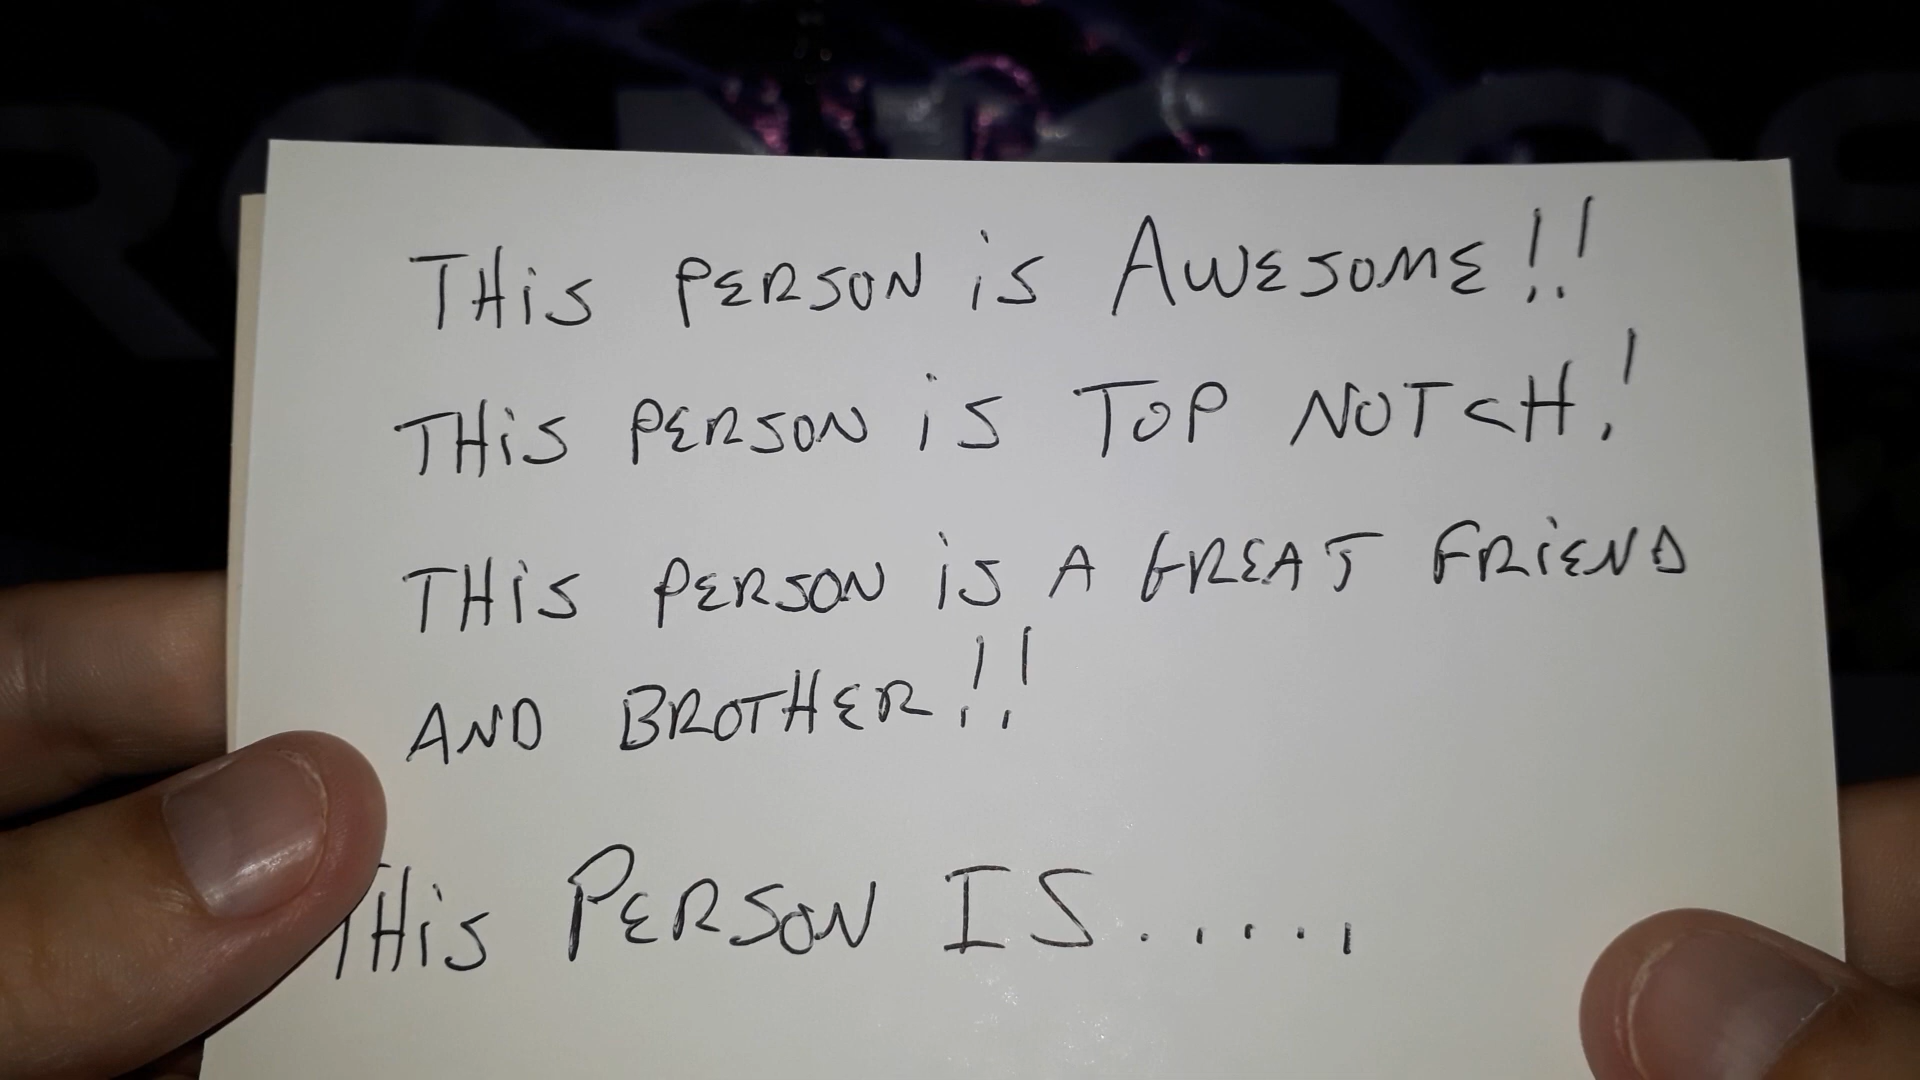 THiS PERSON iS AWESOME!!
THiS PERSON iS TOP NOTCH!
THiS PERSON iS A GREAT FRiEND
AND BROTHER!!
THiS PERSON IS.....